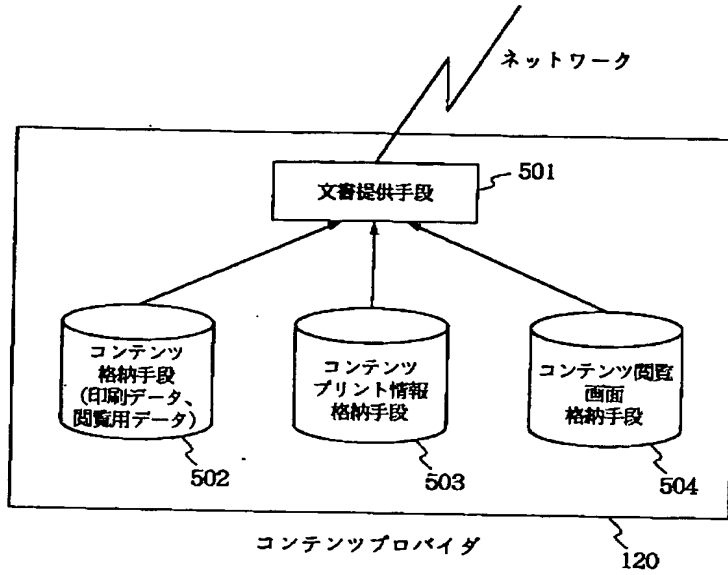 ネットワーク
文書提供手段
501
コンテンツ
格納手段
(印刷データ、
閲覧用データ)
502
コンテンツ
プリント情報
格納手段
503
コンテンツ閲覧
画面
格納手段
504
コンテンツプロバイダ
120